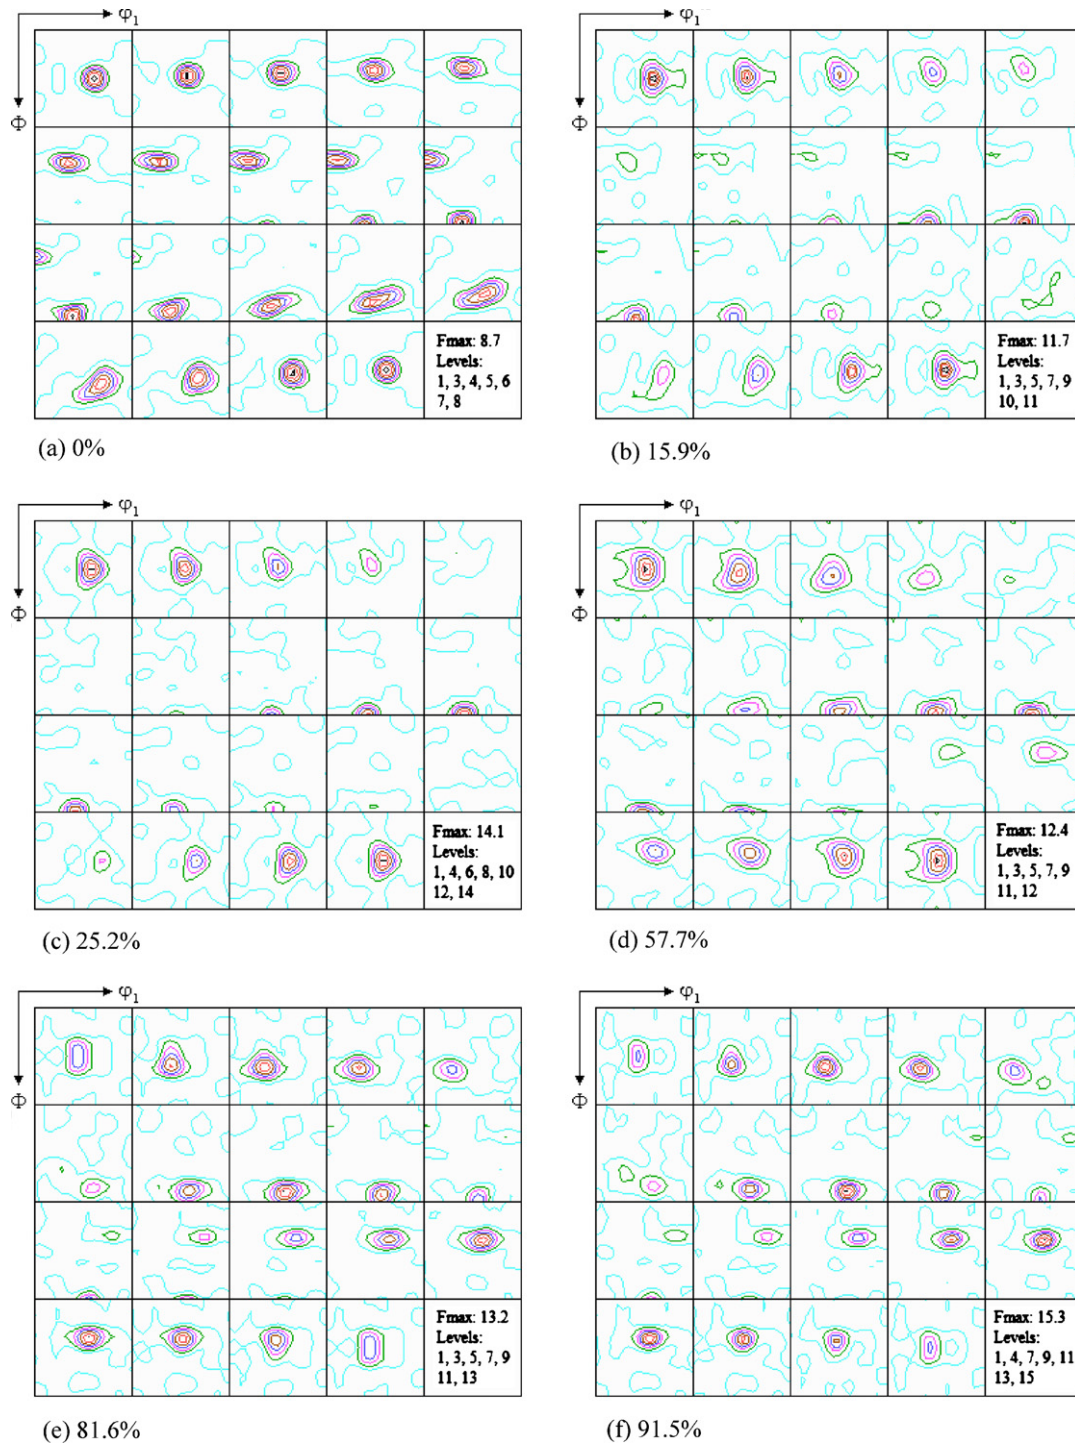 φ1
Φ
Fmax: 8.7
Levels:
1, 3, 4, 5, 6
7, 8
(a) 0%
φ1
Φ
Fmax: 11.7
Levels:
1, 3, 5, 7, 9
10, 11
(b) 15.9%
φ1
Φ
Fmax: 14.1
Levels:
1, 4, 6, 8, 10
12, 14
(c) 25.2%
φ1
Φ
Fmax: 12.4
Levels:
1, 3, 5, 7, 9
11, 12
(d) 57.7%
φ1
Φ
Fmax: 13.2
Levels:
1, 3, 5, 7, 9
11, 13
(e) 81.6%
φ1
Φ
Fmax: 15.3
Levels:
1, 4, 7, 9, 11
13, 15
(f) 91.5%